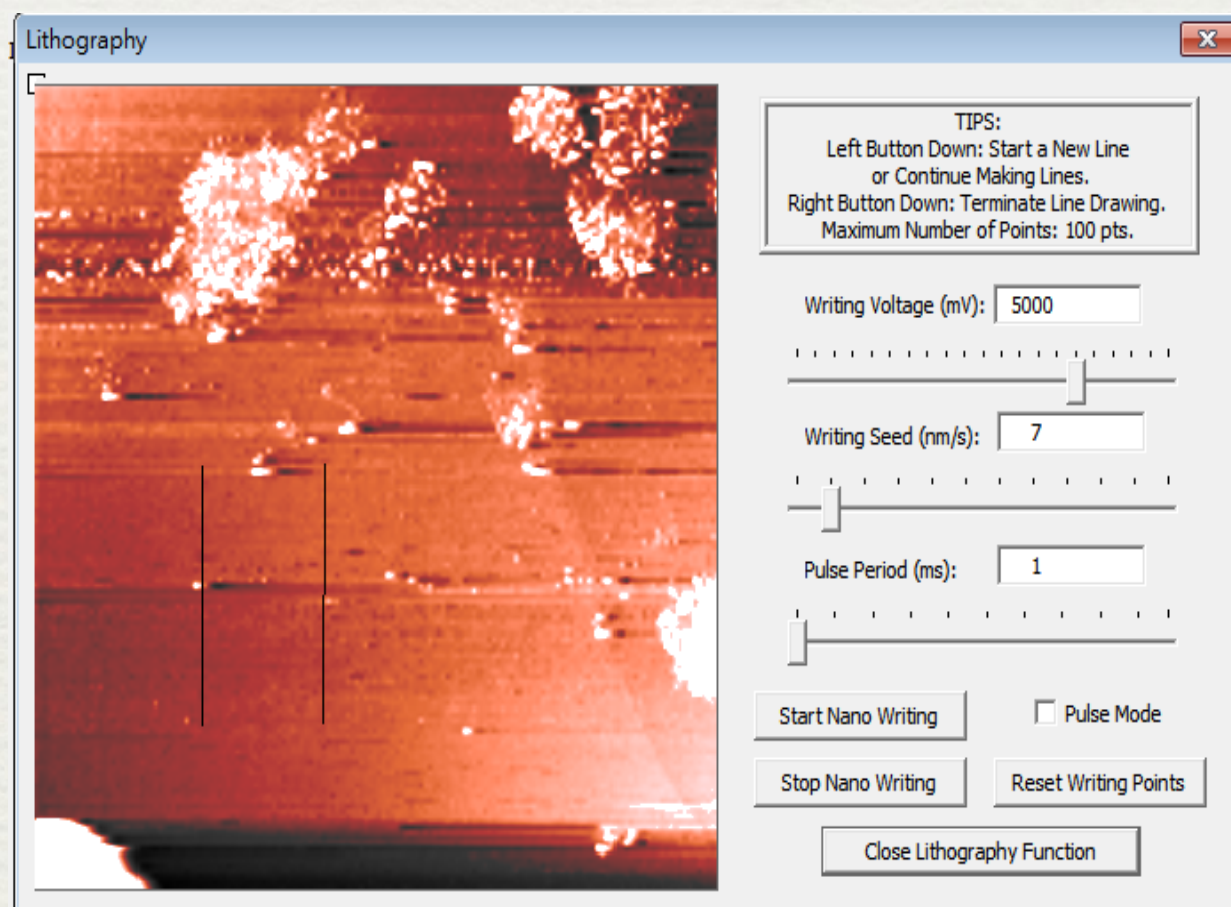 Lithography
TIPS:
Left Button Down: Start a New Line
or Continue Making Lines.
Right Button Down: Terminate Line Drawing.
Maximum Number of Points: 100 pts.
Writing Voltage (mV): 5000
Writing Seed (nm/s): 7
Pulse Period (ms): 1
Start Nano Writing
Pulse Mode
Stop Nano Writing
Reset Writing Points
Close Lithography Function